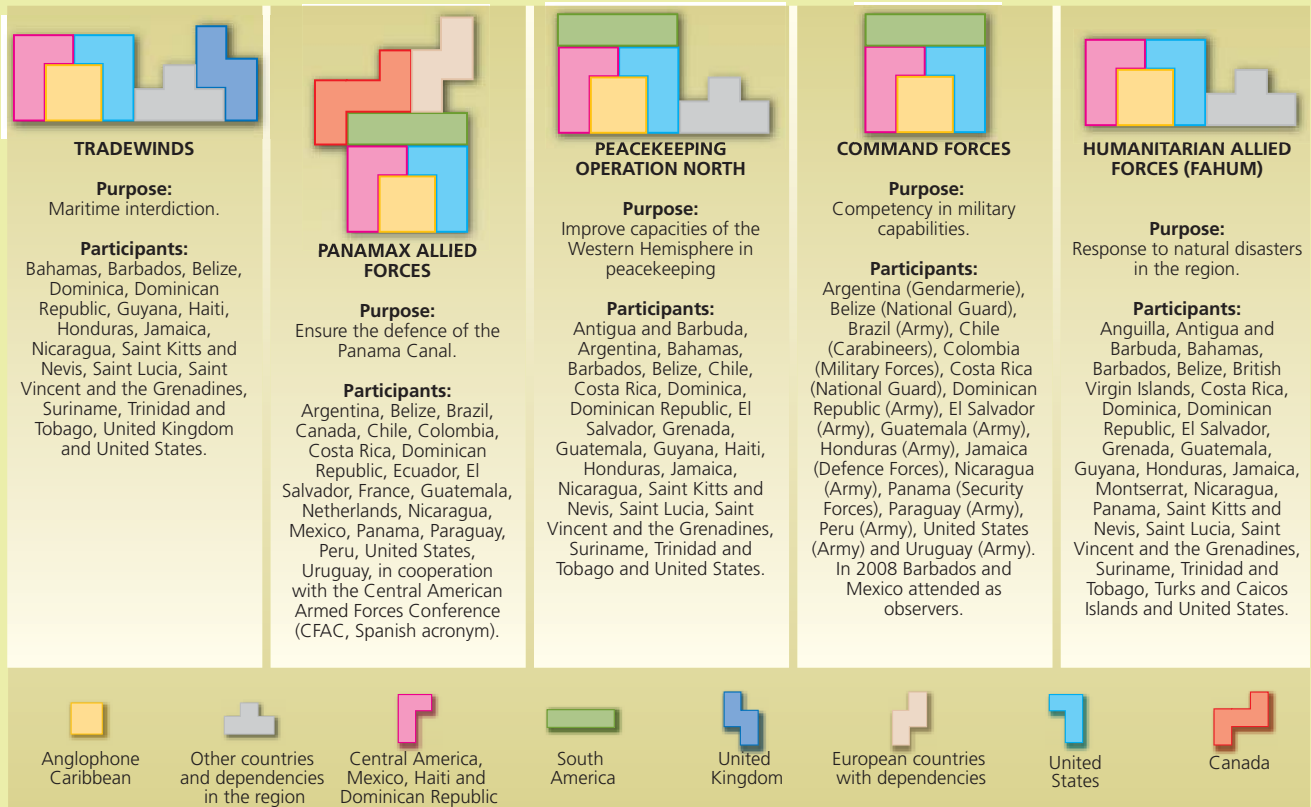 TRADEWINDS
Purpose:
Maritime interdiction.
Participants:
Bahamas, Barbados, Belize,
Dominica, Dominican
Republic, Guyana, Haiti,
Honduras, Jamaica,
Nicaragua, Saint Kitts and
Nevis, Saint Lucia, Saint
Vincent and the Grenadines,
Suriname, Trinidad and
Tobago, United Kingdom
and United States.
PANAMAX ALLIED
FORCES
Purpose:
Ensure the defence of the
Panama Canal.
Participants:
Argentina, Belize, Brazil,
Canada, Chile, Colombia,
Costa Rica, Dominican
Republic, Ecuador, El
Salvador, France, Guatemala,
Netherlands, Nicaragua,
Mexico, Panama, Paraguay,
Peru, United States,
Uruguay, in cooperation
with the Central American
Armed Forces Conference
(CFAC, Spanish acronym).
PEACEKEEPING
OPERATION NORTH
Purpose:
Improve capacities of the
Western Hemisphere in
peacekeeping
Participants:
Antigua and Barbuda,
Argentina, Bahamas,
Barbados, Belize, Chile,
Costa Rica, Dominica,
Dominican Republic, El
Salvador, Grenada,
Guatemala, Guyana, Haiti,
Honduras, Jamaica,
Nicaragua, Saint Kitts and
Nevis, Saint Lucia, Saint
Vincent and the Grenadines,
Suriname, Trinidad and
Tobago and United States.
COMMAND FORCES
Purpose:
Competency in military
capabilities.
Participants:
Argentina (Gendarmerie),
Belize (National Guard),
Brazil (Army), Chile
(Carabineers), Colombia
(Military Forces), Costa Rica
(National Guard), Dominican
Republic (Army), El Salvador
(Army), Guatemala (Army),
Honduras (Army), Jamaica
(Defence Forces), Nicaragua
(Army), Panama (Security
Forces), Paraguay (Army),
Peru (Army), United States
(Army) and Uruguay (Army).
In 2008 Barbados and
Mexico attended as
observers.
HUMANITARIAN ALLIED
FORCES (FAHUM)
Purpose:
Response to natural disasters
in the region.
Participants:
Anguilla, Antigua and
Barbuda, Bahamas,
Barbados, Belize, British
Virgin Islands, Costa Rica,
Dominica, Dominican
Republic, El Salvador,
Grenada, Guatemala,
Guyana, Honduras, Jamaica,
Montserrat, Nicaragua,
Panama, Saint Kitts and
Nevis, Saint Lucia, Saint
Vincent and the Grenadines,
Suriname, Trinidad and
Tobago, Turks and Caicos
Islands and United States.
Anglophone
Caribbean
Other countries
and dependencies
in the region
Central America,
Mexico, Haiti and
Dominican Republic
South
America
United
Kingdom
European countries
with dependencies
United
States
Canada